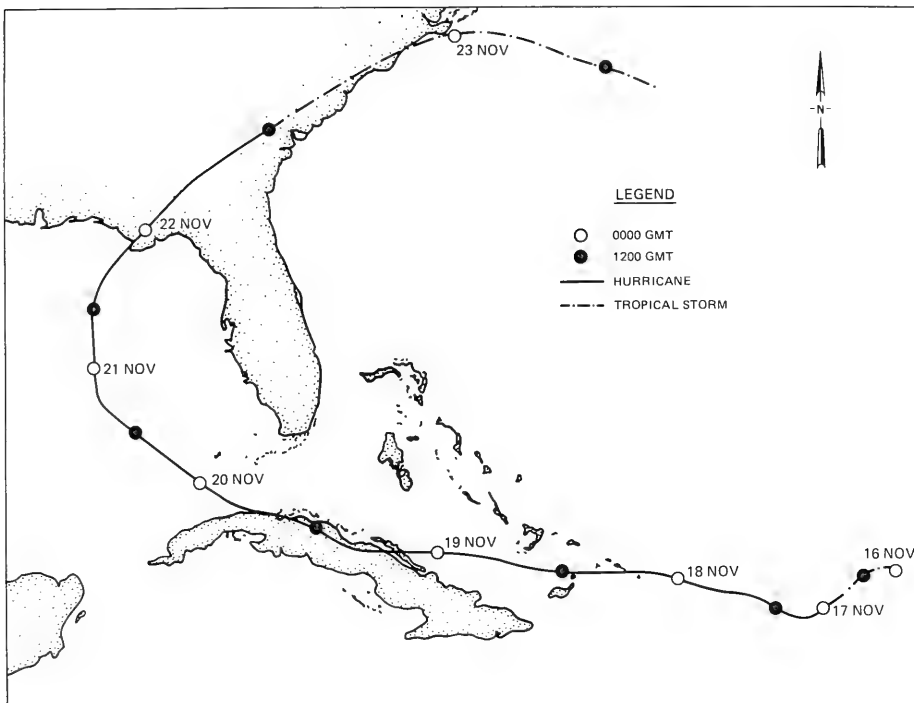 23 NOV
-N-
LEGEND
0000 GMT
1200 GMT
HURRICANE
TROPICAL STORM
22 NOV
21 NOV
20 NOV
19 NOV
18 NOV
16 NOV
17 NOV